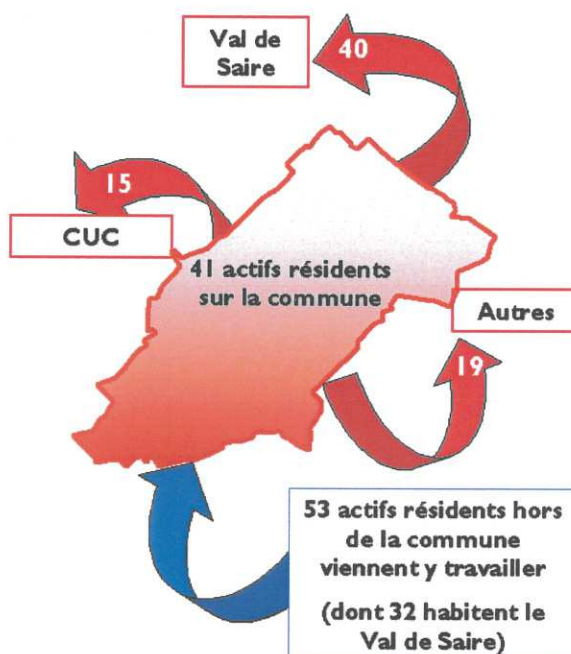 Val de
Saire
40
15
CUC
41 actifs résidents
sur la commune
Autres
19
53 actifs résidents hors
de la commune
viennent y travailler
(dont 32 habitent le
Val de Saire)